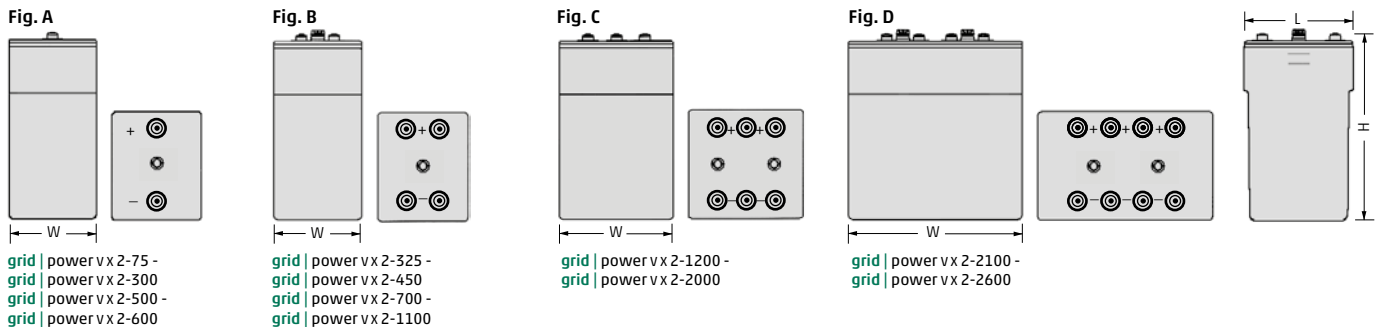 Fig. A
W
+
–
grid | power v x 2-75 -
grid | power v x 2-300
grid | power v x 2-500 -
grid | power v x 2-600
Fig. B
W
+
–
grid | power v x 2-325 -
grid | power v x 2-450
grid | power v x 2-700 -
grid | power v x 2-1100
Fig. C
W
+ +
– –
grid | power v x 2-1200 -
grid | power v x 2-2000
Fig. D
W
+ + +
– – –
grid | power v x 2-2100 -
grid | power v x 2-2600
L
H